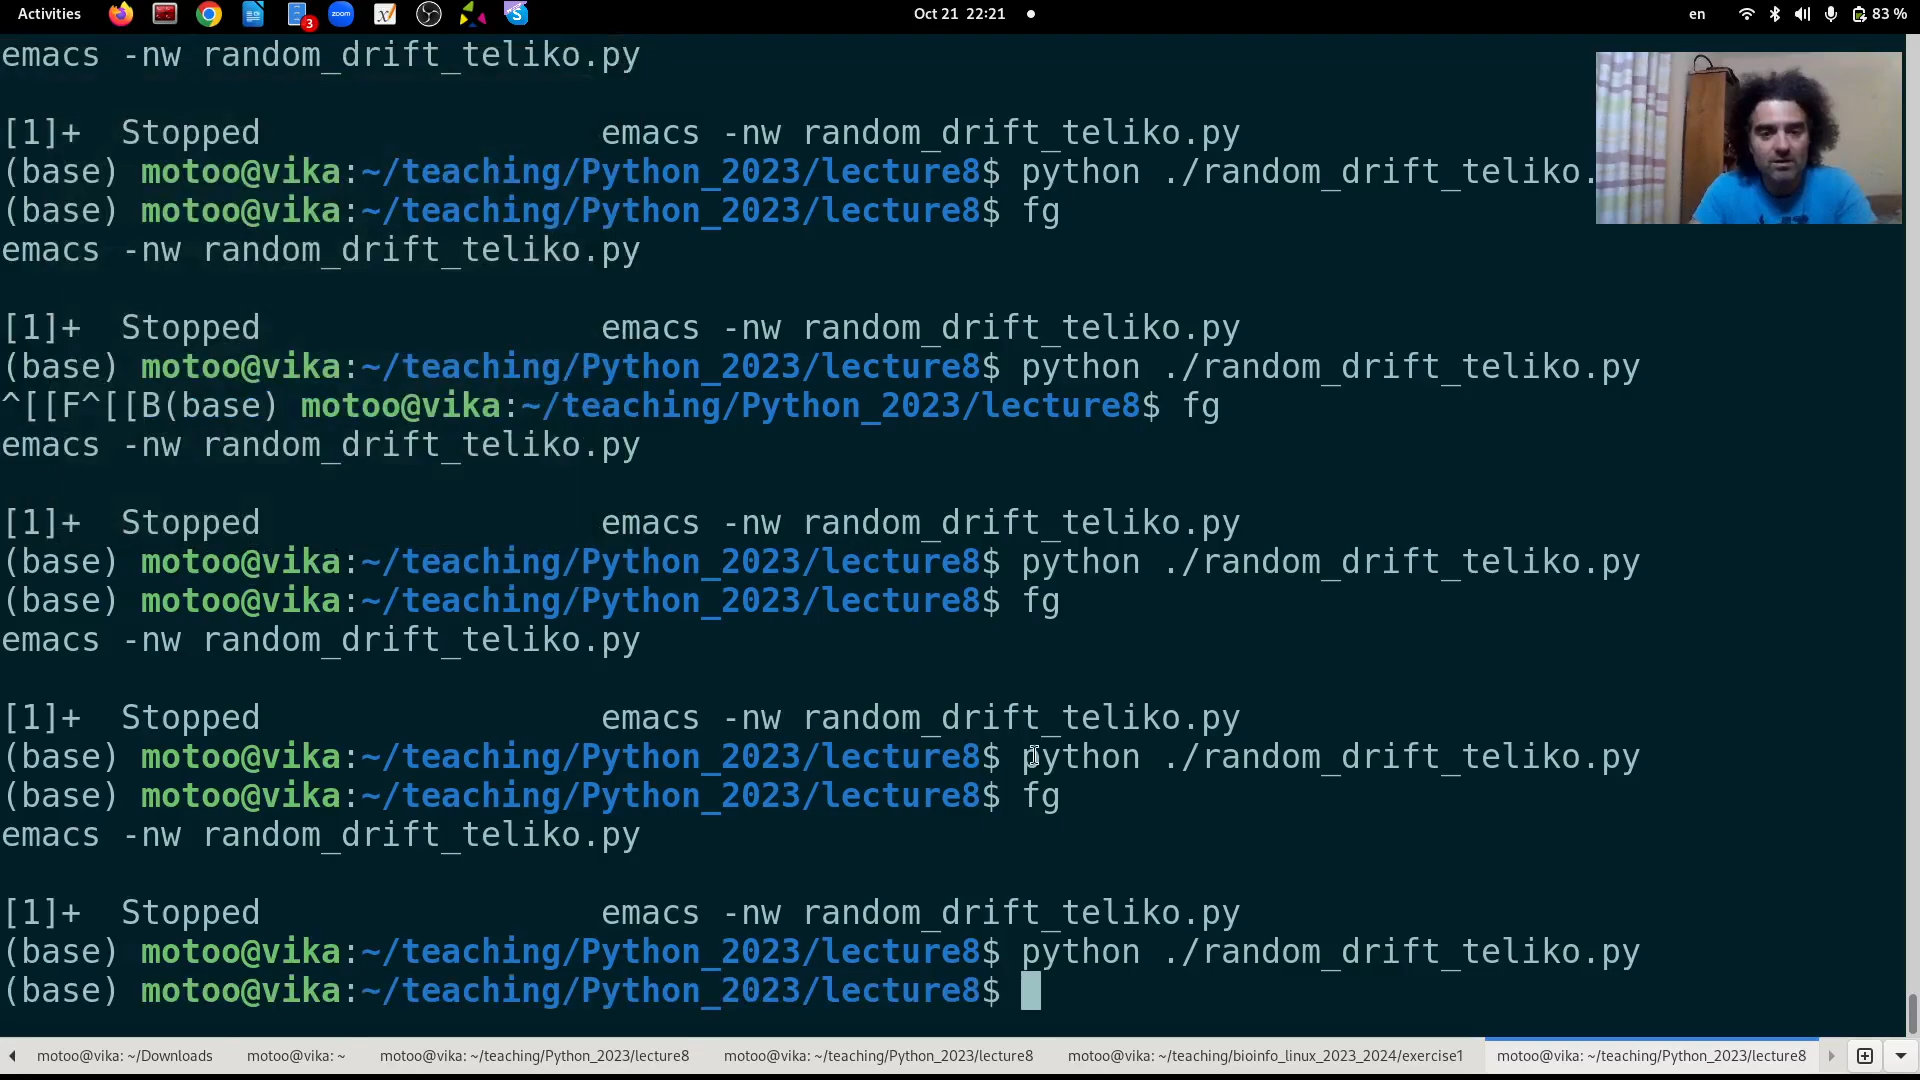 Activities
zoom
3
Oct 21 22:21
en
83 %
emacs -nw random_drift_teliko.py
[1]+  Stopped                 emacs -nw random_drift_teliko.py
(base) motoo@vika:~/teaching/Python_2023/lecture8$ python ./random_drift_teliko.
(base) motoo@vika:~/teaching/Python_2023/lecture8$ fg
emacs -nw random_drift_teliko.py
[1]+  Stopped                 emacs -nw random_drift_teliko.py
(base) motoo@vika:~/teaching/Python_2023/lecture8$ python ./random_drift_teliko.py
^[[F^[[B(base) motoo@vika:~/teaching/Python_2023/lecture8$ fg
emacs -nw random_drift_teliko.py
[1]+  Stopped                 emacs -nw random_drift_teliko.py
(base) motoo@vika:~/teaching/Python_2023/lecture8$ python ./random_drift_teliko.py
(base) motoo@vika:~/teaching/Python_2023/lecture8$ fg
emacs -nw random_drift_teliko.py
[1]+  Stopped                 emacs -nw random_drift_teliko.py
(base) motoo@vika:~/teaching/Python_2023/lecture8$ python ./random_drift_teliko.py
(base) motoo@vika:~/teaching/Python_2023/lecture8$ fg
emacs -nw random_drift_teliko.py
[1]+  Stopped                 emacs -nw random_drift_teliko.py
(base) motoo@vika:~/teaching/Python_2023/lecture8$ python ./random_drift_teliko.py
(base) motoo@vika:~/teaching/Python_2023/lecture8$
motoo@vika: ~/Downloads
motoo@vika: ~
motoo@vika: ~/teaching/Python_2023/lecture8
motoo@vika: ~/teaching/Python_2023/lecture8
motoo@vika: ~/teaching/bioinfo_linux_2023_2024/exercise1
motoo@vika: ~/teaching/Python_2023/lecture8